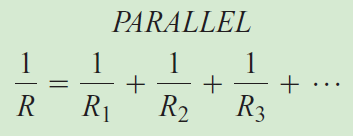 PARALLEL
1/R = 1/R₁ + 1/R₂ + 1/R₃ + ···